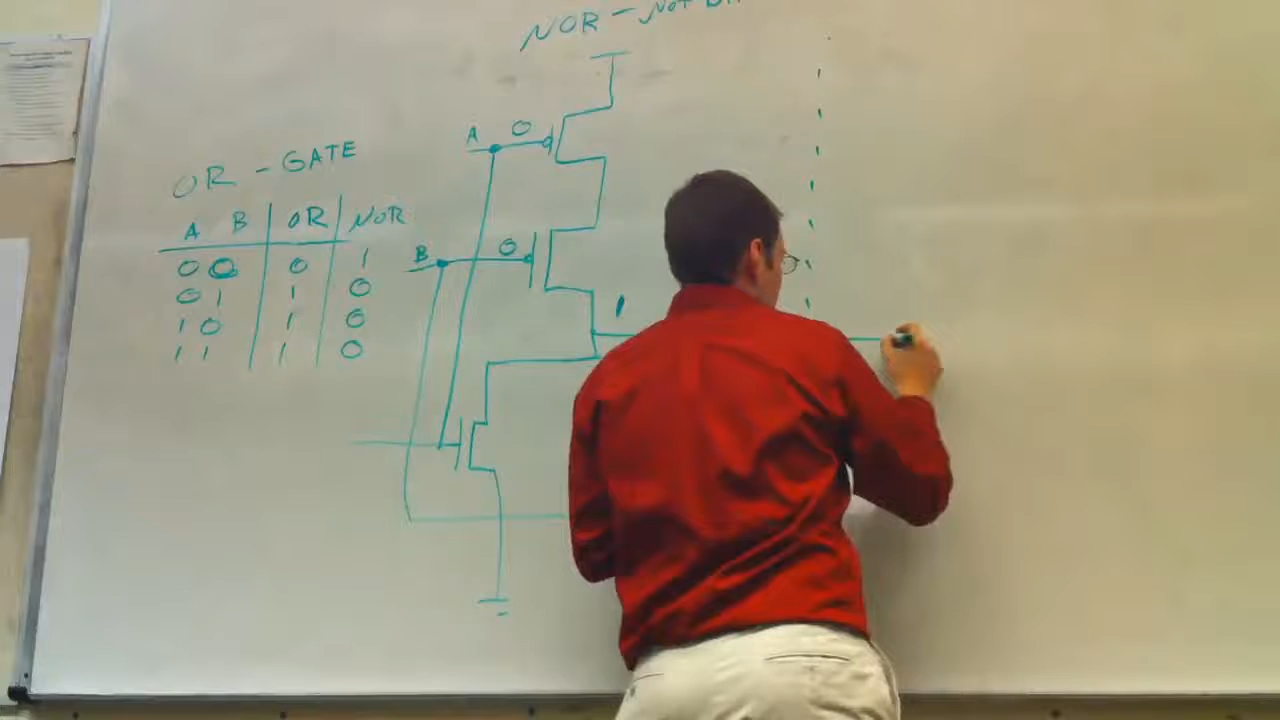 NOR - NOT
OR - GATE
A B OR NOR
0 0 0 1
0 1 1 0
1 0 1 0
1 1 1 0
A 0
B 0
1